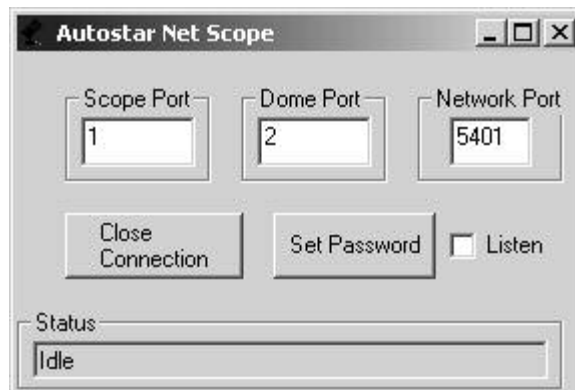 Autostar Net Scope
Scope Port
Dome Port
Network Port
1
2
5401
Close
Connection
Set Password
Listen
Status
Idle